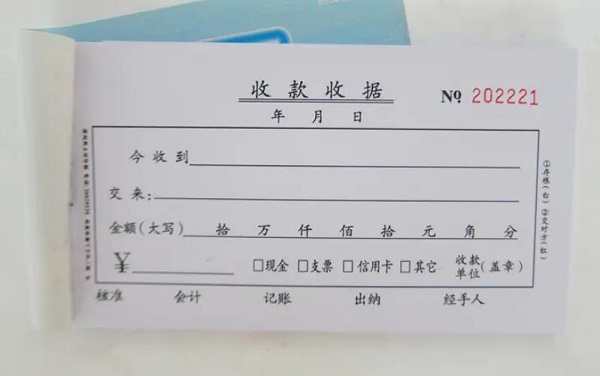 收款收据
№ 202221
年 月 日
今收到
交来:
金额(大写) 拾 万 仟 佰 拾 元 角 分
¥ □现金 □支票 □信用卡 □其它 收款单位(盖章)
核准 会计 记账 出纳 经手人
①存根(白) ②交对方(红)